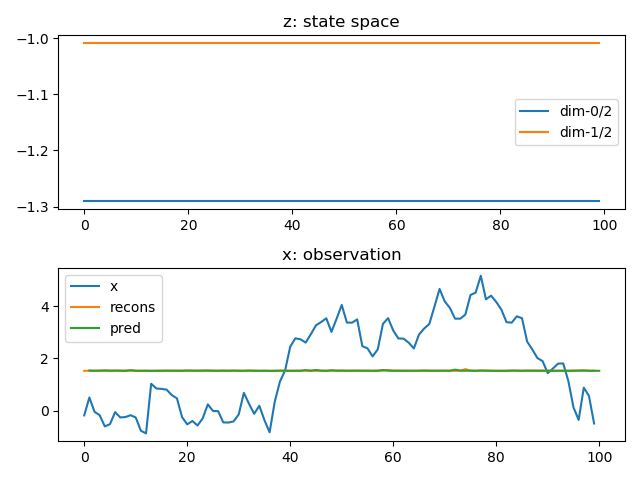 z: state space
−1.0
−1.1
−1.2
−1.3
dim-0/2
dim-1/2
0 20 40 60 80 100
x: observation
4
2
0
x
recons
pred
0 20 40 60 80 100